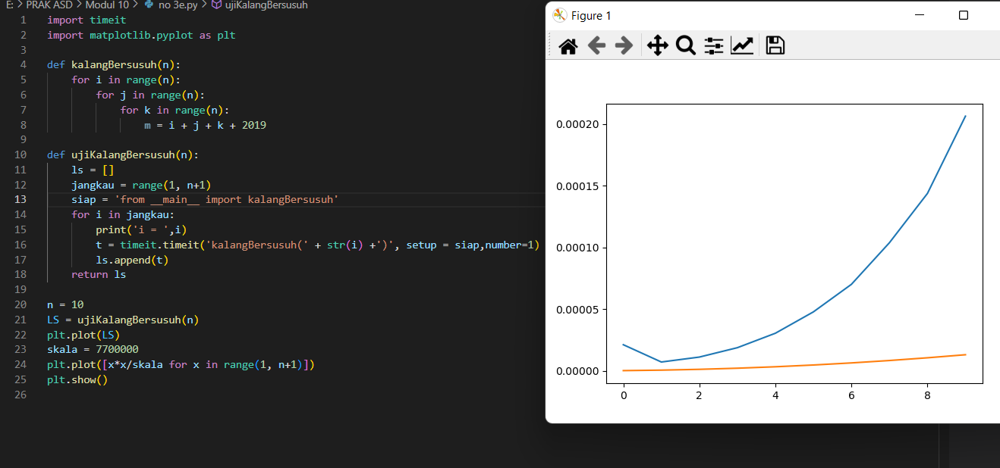 E: > PRAK ASD > Modul 10 > no 3e.py > ujiKalangBersusuh
1 import timeit
2 import matplotlib.pyplot as plt
3
4 def kalangBersusuh(n):
5     for i in range(n):
6         for j in range(n):
7             for k in range(n):
8                 m = i + j + k + 2019
9
10 def ujiKalangBersusuh(n):
11     ls = []
12     jangkau = range(1, n+1)
13     siap = 'from __main__ import kalangBersusuh'
14     for i in jangkau:
15         print('i = ',i)
16         t = timeit.timeit('kalangBersusuh(' + str(i) +')', setup = siap,number=1)
17         ls.append(t)
18     return ls
19
20 n = 10
21 LS = ujiKalangBersusuh(n)
22 plt.plot(LS)
23 skala = 7700000
24 plt.plot([x*x/skala for x in range(1, n+1)])
25 plt.show()
26
Figure 1
0.00020
0.00015
0.00010
0.00005
0.00000
0 2 4 6 8